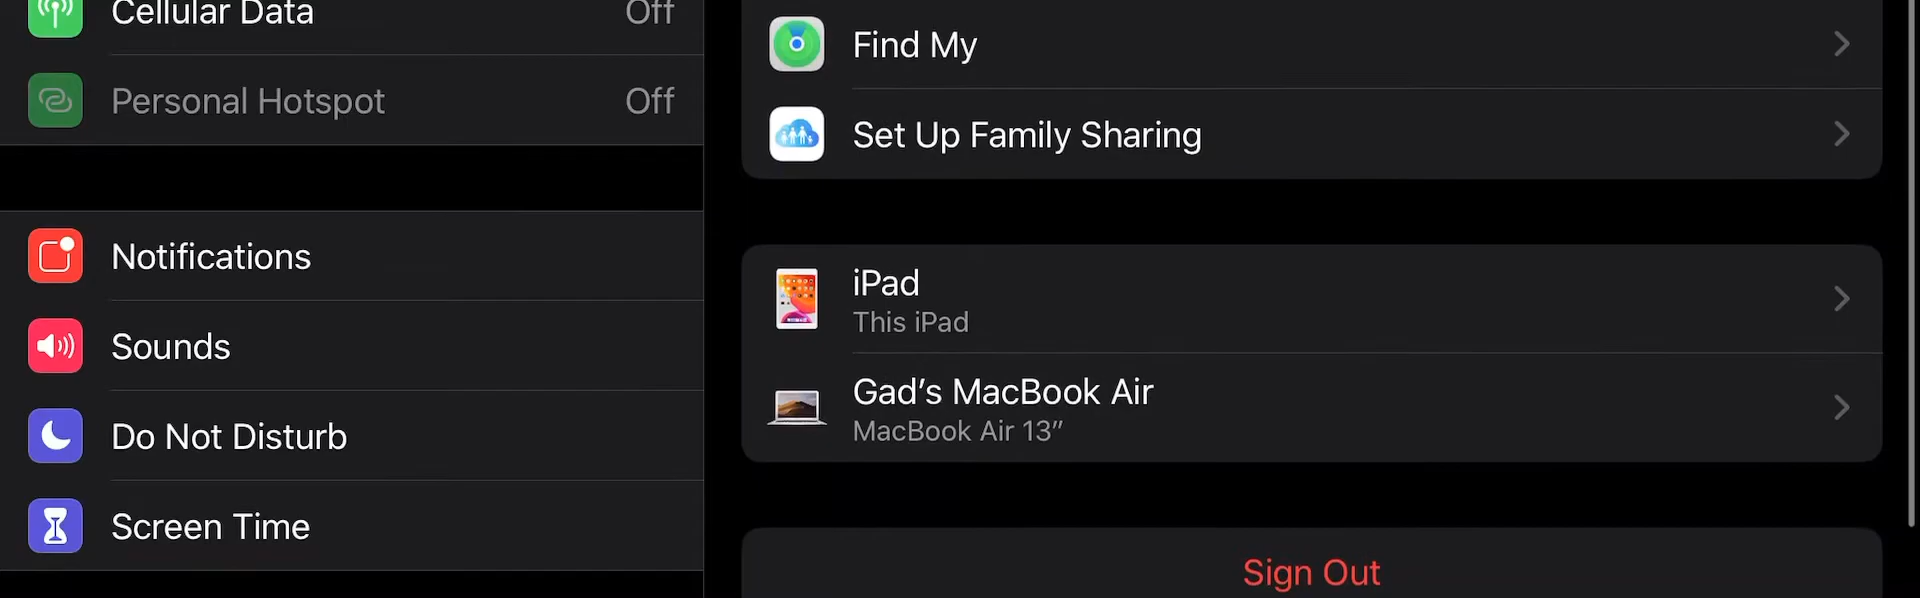 Cellular Data Off
Personal Hotspot Off
Notifications
Sounds
Do Not Disturb
Screen Time
Find My
Set Up Family Sharing
iPad
This iPad
Gad’s MacBook Air
MacBook Air 13”
Sign Out